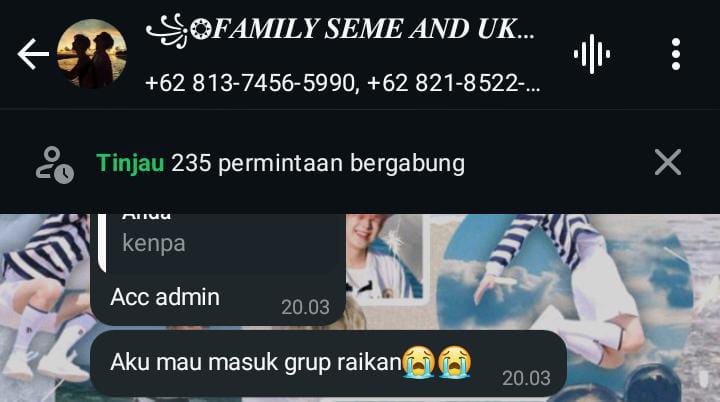 ꧁❂FAMILY SEME AND UK...
+62 813-7456-5990, +62 821-8522-...
Tinjau 235 permintaan bergabung
Anda
kenpa
Acc admin
20.03
Aku mau masuk grup raikan😭😭
20.03